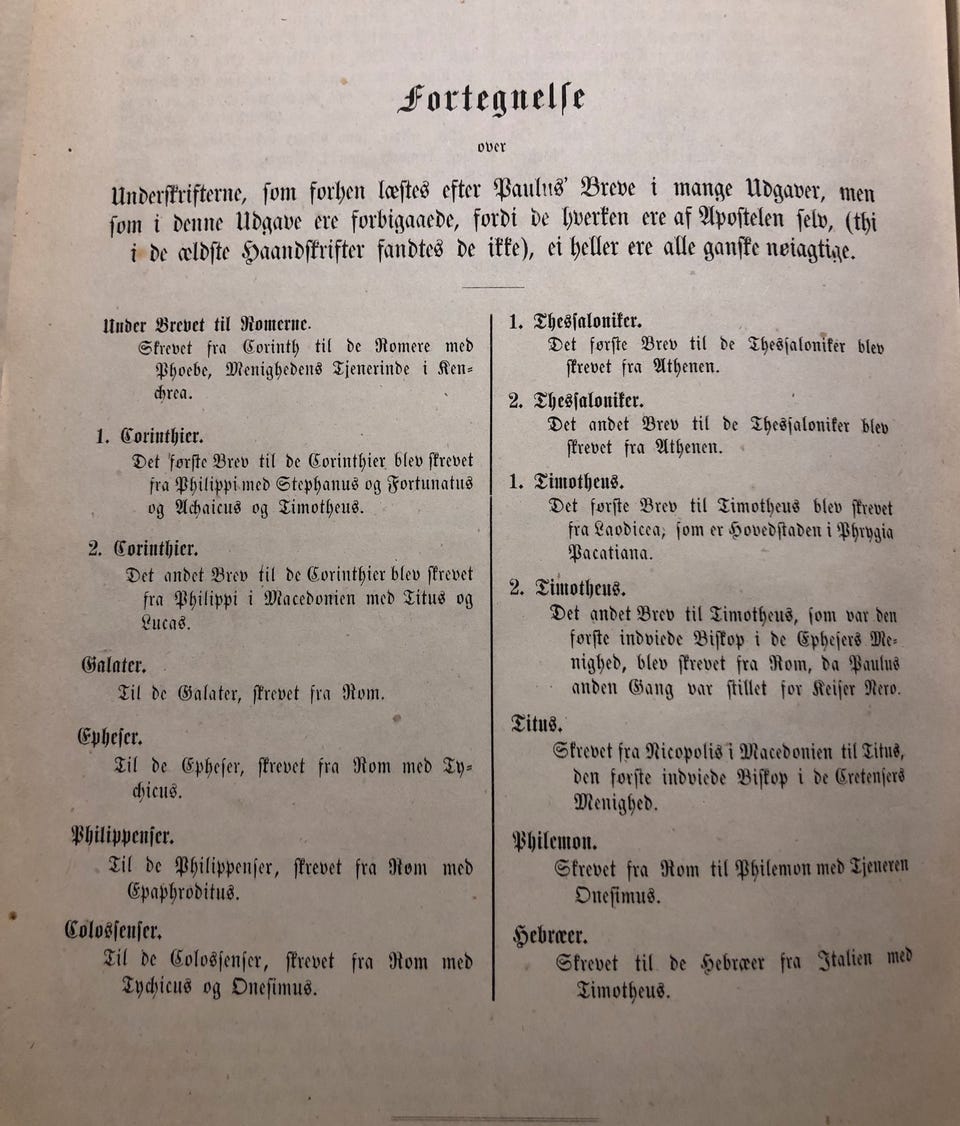 Fortegnelse
over
Underskrifterne, som forhen læstes efter Paulus' Breve i mange Udgaver, men
som i denne Udgave ere forbigaaede, fordi de hverken ere af Apostelen selv, (thi
i de ældste Haandskrifter fandtes de ikke), ei heller ere alle ganske nøiagtige.
Under Brevet til Romerne.
Skrevet fra Corinth til de Romere med
Phoebe, Menighedens Tjenerinde i Ken-
chrea.
1. Corinthier.
Det første Brev til de Corinthier blev skrevet
fra Philippi med Stephanus og Fortunatus
og Achaicus og Timotheus.
2. Corinthier.
Det andet Brev til de Corinthier blev skrevet
fra Philippi i Macedonien med Titus og
Lucas.
Galater.
Til de Galater, skrevet fra Rom.
Epheser.
Til de Epheser, skrevet fra Rom med Ty-
chicus.
Philippenser.
Til de Philippenser, skrevet fra Rom med
Epaphroditus.
Colossenser.
Til de Colossenser, skrevet fra Rom med
Tychicus og Onesimus.
1. Thessaloniker.
Det første Brev til de Thessaloniker blev
skrevet fra Athenen.
2. Thessaloniker.
Det andet Brev til de Thessaloniker blev
skrevet fra Athenen.
1. Timotheus.
Det første Brev til Timotheus blev skrevet
fra Laodicea, som er Hovedstaden i Phrygia
Pacatiana.
2. Timotheus.
Det andet Brev til Timotheus, som var den
første indviede Biskop i de Ephesers Me-
nighed, blev skrevet fra Rom, da Paulus
anden Gang var stillet for Keiser Nero.
Titus.
Skrevet fra Nicopolis i Macedonien til Titus,
den første indviede Biskop i de Cretensers
Menighed.
Philemon.
Skrevet fra Rom til Philemon med Tjeneren
Onesimus.
Hebræer.
Skrevet til de Hebræer fra Italien med
Timotheus.